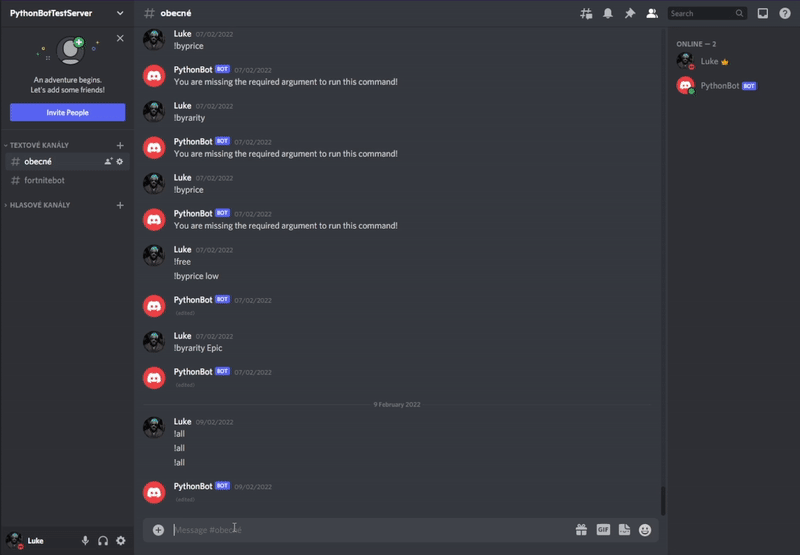 PythonBotTestServer
obecné
Search
An adventure begins.
Let's add some friends!
Invite People
TEXTOVÉ KANÁLY
obecné
fortnitebot
HLASOVÉ KANÁLY
Luke 07/02/2022
!byprice
PythonBot BOT 07/02/2022
You are missing the required argument to run this command!
Luke 07/02/2022
!byrarity
PythonBot BOT 07/02/2022
You are missing the required argument to run this command!
Luke 07/02/2022
!byprice
PythonBot BOT 07/02/2022
You are missing the required argument to run this command!
Luke 07/02/2022
!free
!byprice low
PythonBot BOT 07/02/2022
(edited)
Luke 07/02/2022
!byrarity Epic
PythonBot BOT 07/02/2022
(edited)
9 February 2022
Luke 09/02/2022
!all
!all
!all
PythonBot BOT 09/02/2022
(edited)
Message #obecné
GIF
ONLINE — 2
Luke
PythonBot BOT
Luke